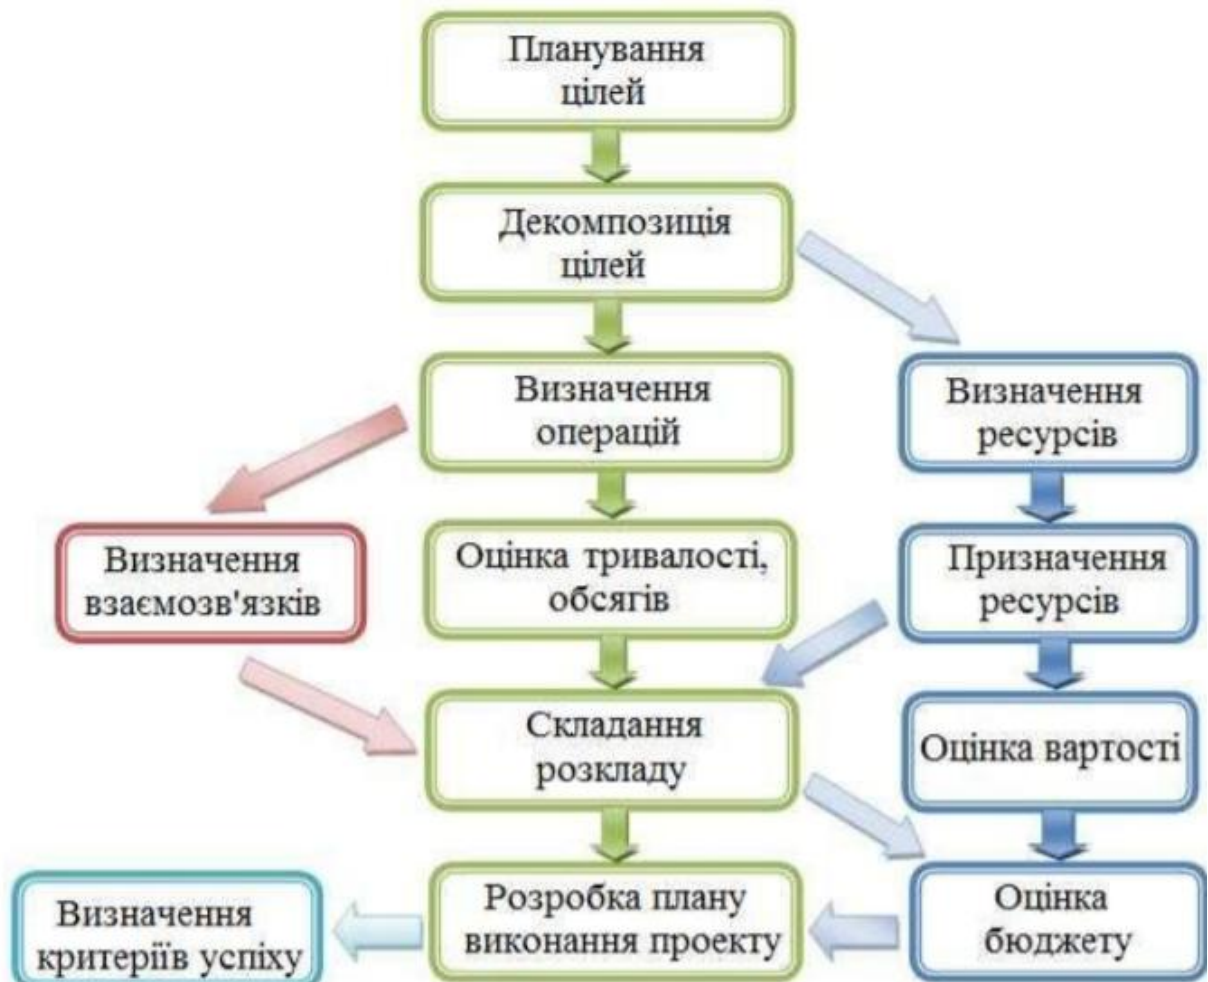 Планування
цілей
Декомпозиція
цілей
Визначення
операцій
Визначення
ресурсів
Визначення
взаємозв'язків
Оцінка тривалості,
обсягів
Призначення
ресурсів
Складання
розкладу
Оцінка вартості
Визначення
критеріїв успіху
Розробка плану
виконання проекту
Оцінка
бюджету